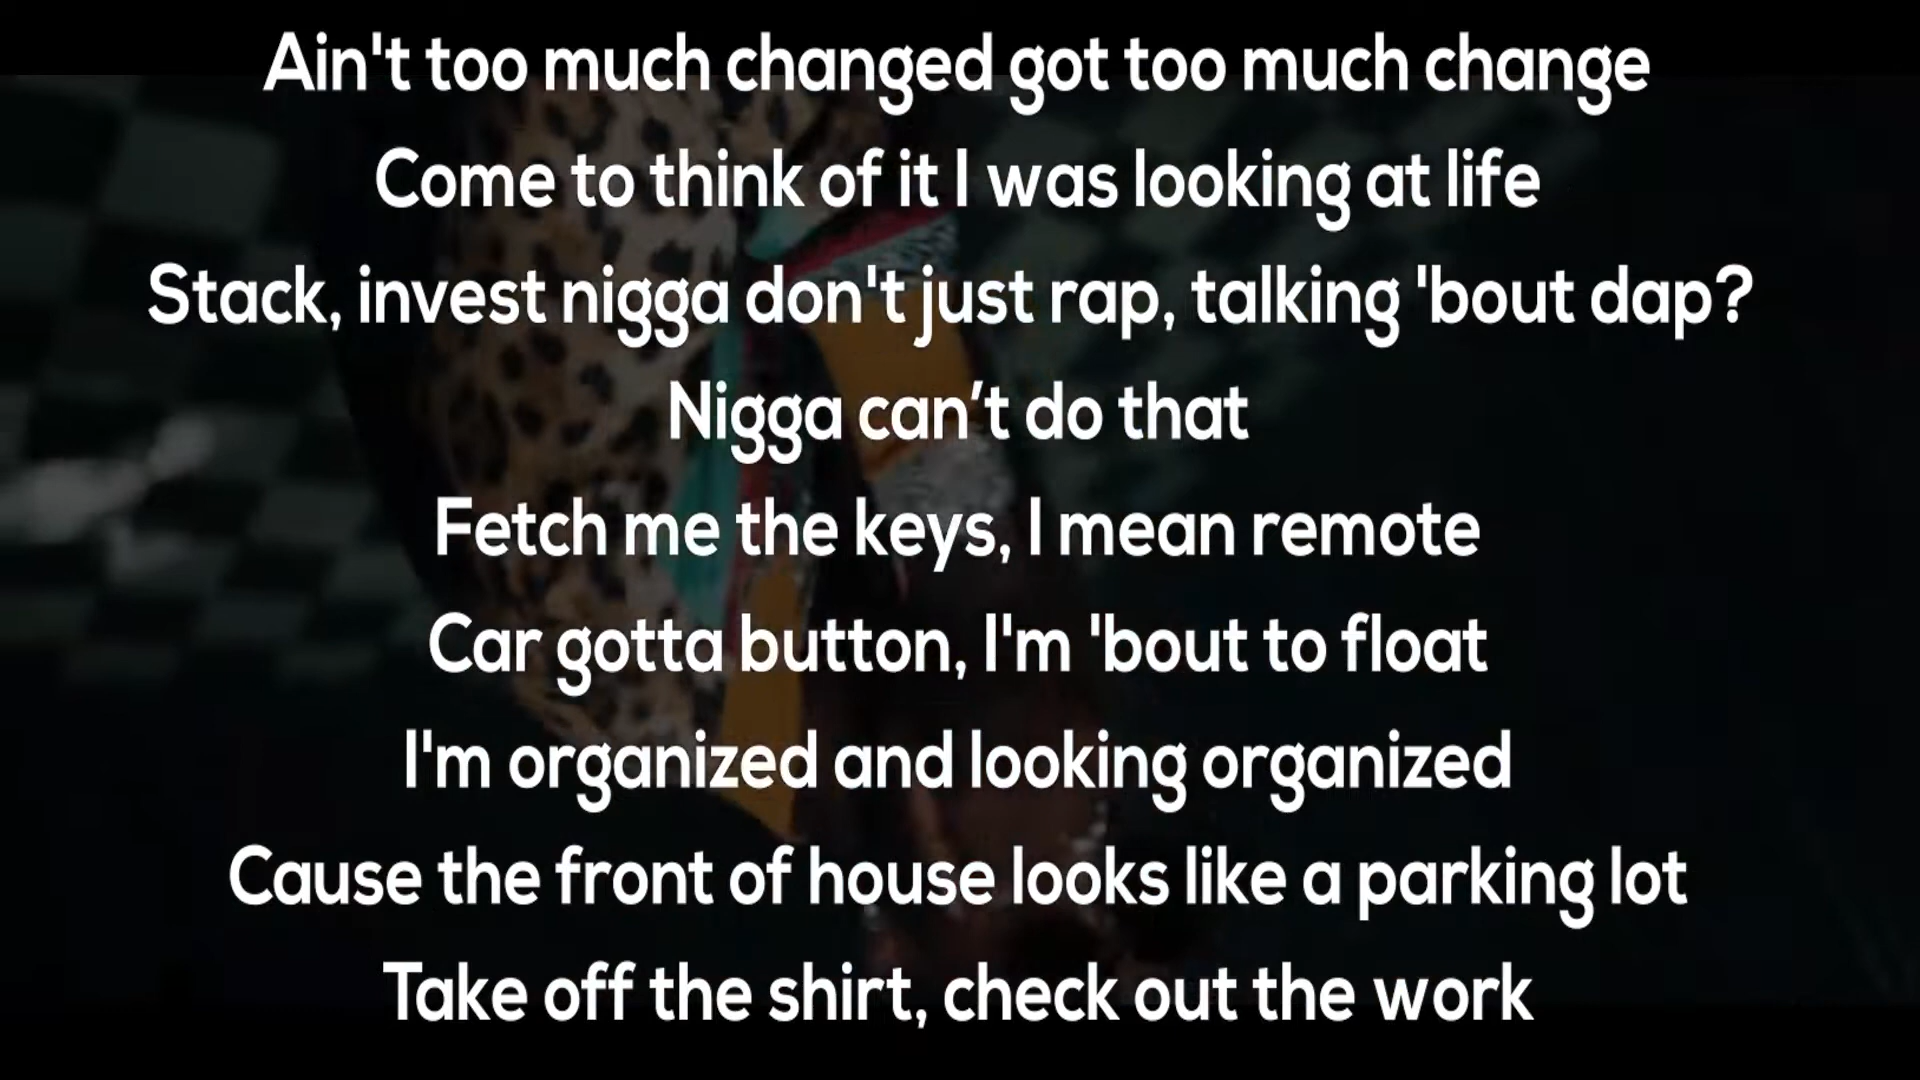 Ain't too much changed got too much change
Come to think of it I was looking at life
Stack, invest nigga don't just rap, talking 'bout dap?
Nigga can’t do that
Fetch me the keys, I mean remote
Car gotta button, I'm 'bout to float
I'm organized and looking organized
Cause the front of house looks like a parking lot
Take off the shirt, check out the work